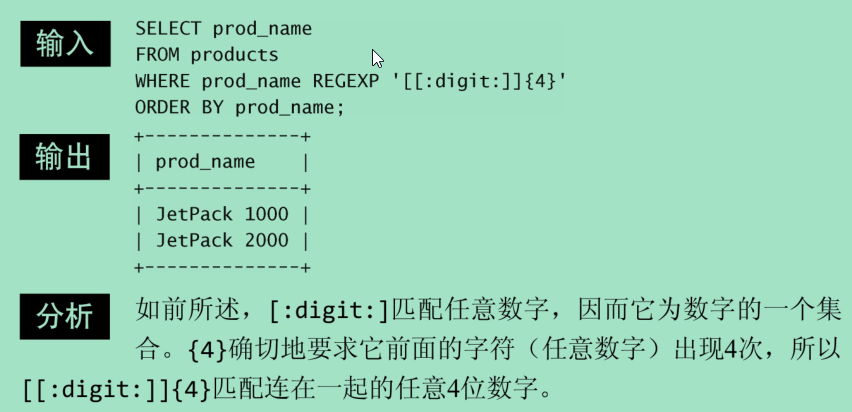 输入
SELECT prod_name
FROM products
WHERE prod_name REGEXP '[[:digit:]]{4}'
ORDER BY prod_name;
输出
+--------------+
| prod_name    |
+--------------+
| JetPack 1000 |
| JetPack 2000 |
+--------------+
分析
如前所述，[:digit:]匹配任意数字，因而它为数字的一个集
合。{4}确切地要求它前面的字符（任意数字）出现4次，所以
[[:digit:]]{4}匹配连在一起的任意4位数字。